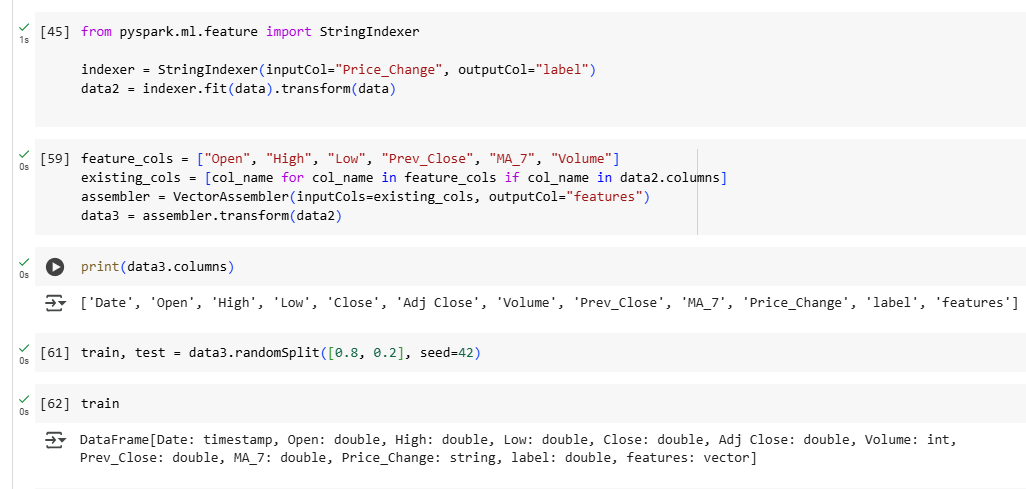 [45] from pyspark.ml.feature import StringIndexer
1s
indexer = StringIndexer(inputCol="Price_Change", outputCol="label")
data2 = indexer.fit(data).transform(data)
[59] feature_cols = ["Open", "High", "Low", "Prev_Close", "MA_7", "Volume"]
0s
existing_cols = [col_name for col_name in feature_cols if col_name in data2.columns]
assembler = VectorAssembler(inputCols=existing_cols, outputCol="features")
data3 = assembler.transform(data2)
print(data3.columns)
0s
['Date', 'Open', 'High', 'Low', 'Close', 'Adj Close', 'Volume', 'Prev_Close', 'MA_7', 'Price_Change', 'label', 'features']
[61] train, test = data3.randomSplit([0.8, 0.2], seed=42)
0s
[62] train
0s
DataFrame[Date: timestamp, Open: double, High: double, Low: double, Close: double, Adj Close: double, Volume: int,
Prev_Close: double, MA_7: double, Price_Change: string, label: double, features: vector]